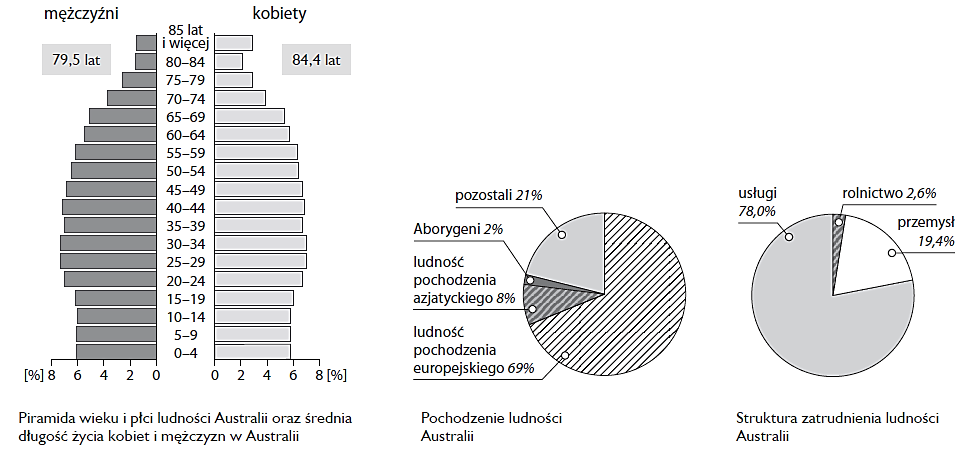 mężczyźni
kobiety
79,5 lat
84,4 lat
85 lat
i więcej
80–84
75–79
70–74
65–69
60–64
55–59
50–54
45–49
40–44
35–39
30–34
25–29
20–24
15–19
10–14
5–9
0–4
[%] 8 6 4 2 0
0 2 4 6 8 [%]
Piramida wieku i płci ludności Australii oraz średnia
długość życia kobiet i mężczyzn w Australii
pozostali 21%
Aborygeni 2%
ludność
pochodzenia
azjatyckiego 8%
ludność
pochodzenia
europejskiego 69%
Pochodzenie ludności
Australii
usługi
78,0%
rolnictwo 2,6%
przemysł
19,4%
Struktura zatrudnienia ludności
Australii